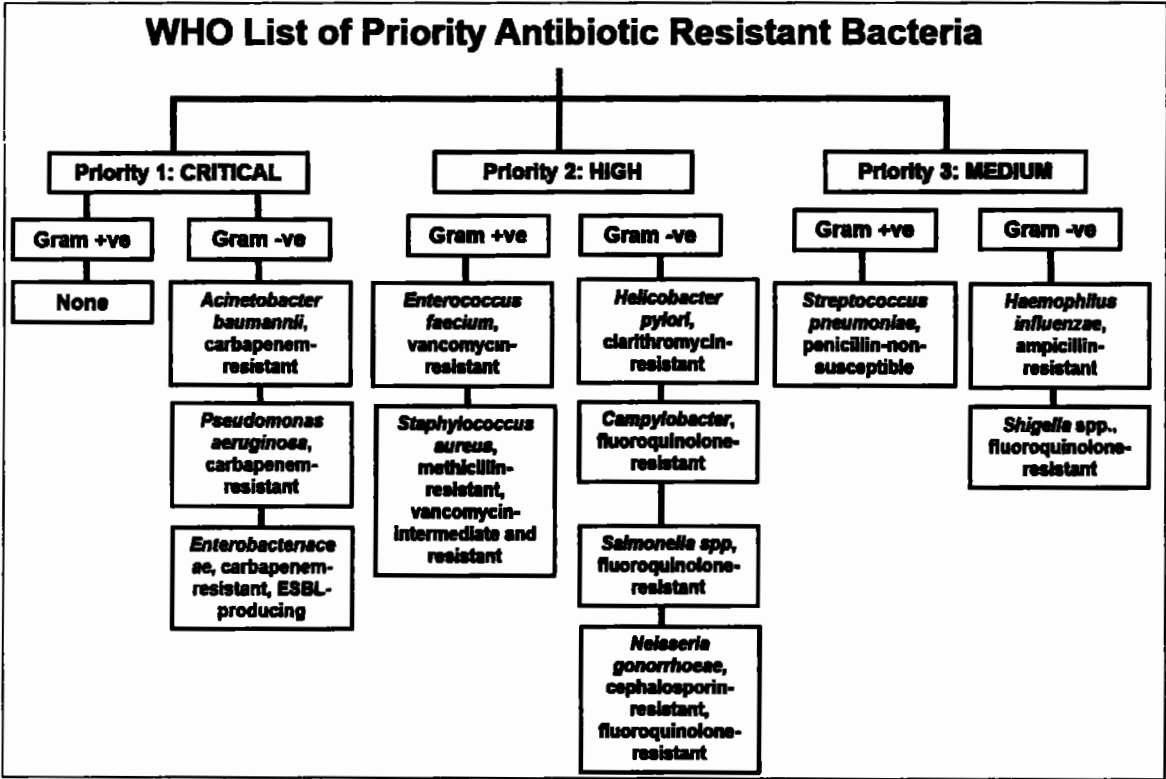 WHO List of Priority Antibiotic Resistant Bacteria
Priority 1: CRITICAL
Gram +ve
None
Gram -ve
Acinetobacter
baumannii,
carbapenem-
resistant
Pseudomonas
aeruginosa,
carbapenem-
resistant
Enterobacteriace
ae, carbapenem-
resistant, ESBL-
producing
Priority 2: HIGH
Gram +ve
Enterococcus
faecium,
vancomycin-
resistant
Staphylococcus
aureus,
methicillin-
resistant,
vancomycin-
intermediate and
resistant
Gram -ve
Helicobacter
pylori,
clarithromycin-
resistant
Campylobacter,
fluoroquinolone-
resistant
Salmonella spp,
fluoroquinolone-
resistant
Neisseria
gonorrhoeae,
cephalosporin-
resistant,
fluoroquinolone-
resistant
Priority 3: MEDIUM
Gram +ve
Streptococcus
pneumoniae,
penicillin-non-
susceptible
Gram -ve
Haemophilus
influenzae,
ampicillin-
resistant
Shigella spp.,
fluoroquinolone-
resistant